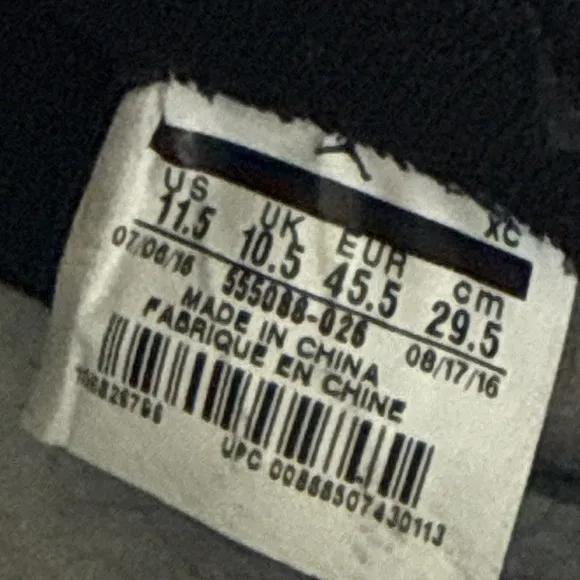 XC
US UK EUR cm
11.5 10.5 45.5 29.5
07/06/16 555088-026 08/17/16
MADE IN CHINA
FABRIQUE EN CHINE
UPC 00888507430113